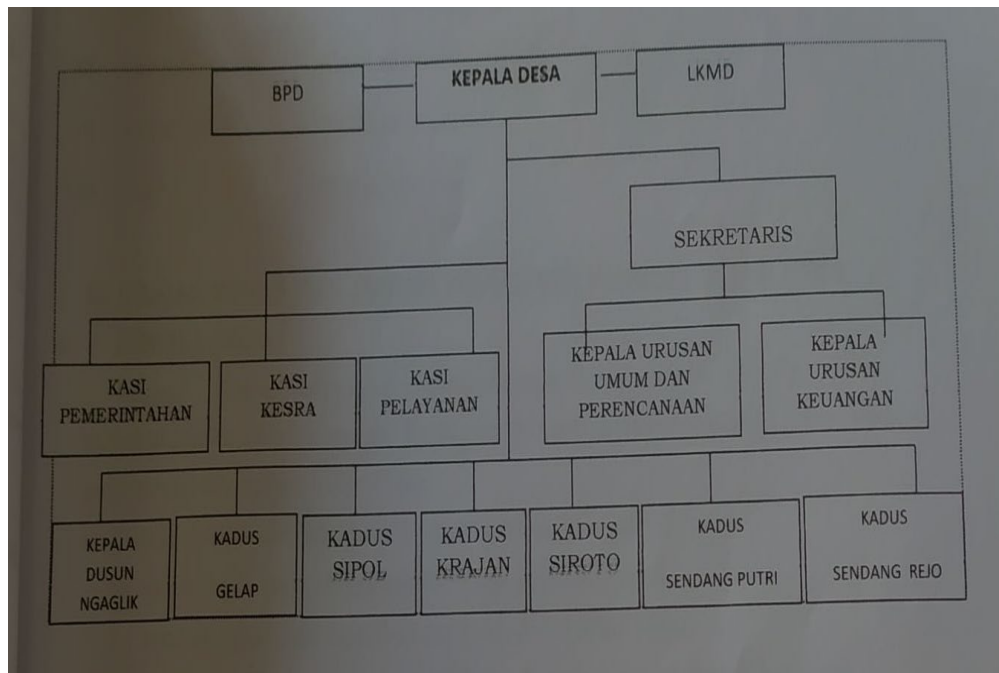 BPD
KEPALA DESA
LKMD
SEKRETARIS
KASI
PEMERINTAHAN
KASI
KESRA
KASI
PELAYANAN
KEPALA URUSAN
UMUM DAN
PERENCANAAN
KEPALA
URUSAN
KEUANGAN
KEPALA
DUSUN
NGAGLIK
KADUS
GELAP
KADUS
SIPOL
KADUS
KRAJAN
KADUS
SIROTO
KADUS
SENDANG PUTRI
KADUS
SENDANG REJO